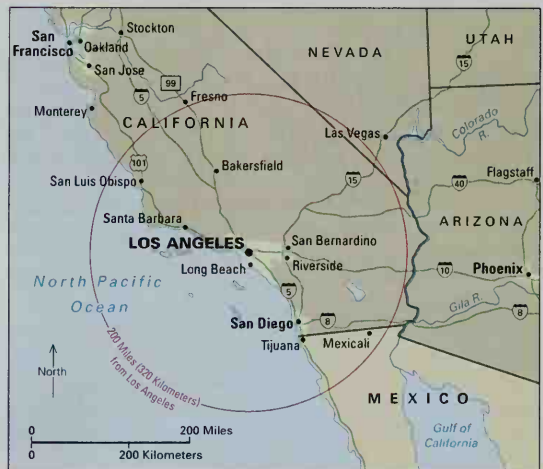 Stockton
San
Francisco
Oakland
San Jose
99
5
Fresno
Monterey
CALIFORNIA
NEVADA
UTAH
15
Las Vegas
Colorado
R.
101
Bakersfield
15
Flagstaff
40
San Luis Obispo
Santa Barbara
ARIZONA
LOS ANGELES
San Bernardino
Long Beach
Riverside
10
Phoenix
North Pacific
Ocean
5
Gila R.
San Diego
8
8
Tijuana
Mexicali
200 Miles (320 Kilometers)
from Los Angeles
North
MEXICO
Gulf of
California
0
200 Miles
0
200 Kilometers